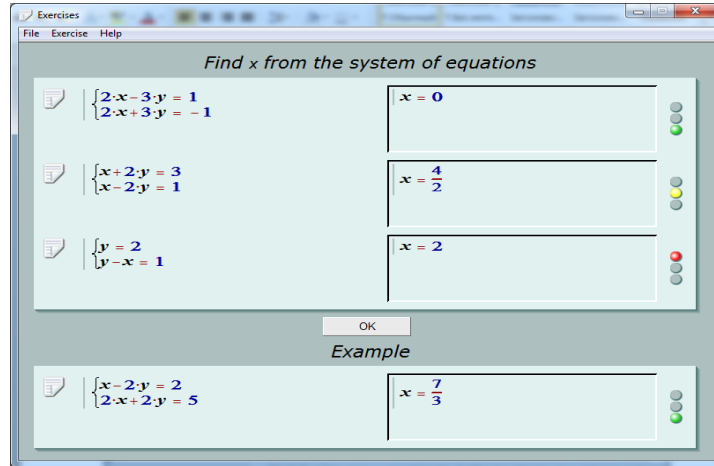 Exercises
File Exercise Help
Find x from the system of equations
2·x−3·y = 1
2·x+3·y = −1
x = 0
x+2·y = 3
x−2·y = 1
x = 4/2
y = 2
y−x = 1
x = 2
OK
Example
x−2·y = 2
2·x+2·y = 5
x = 7/3